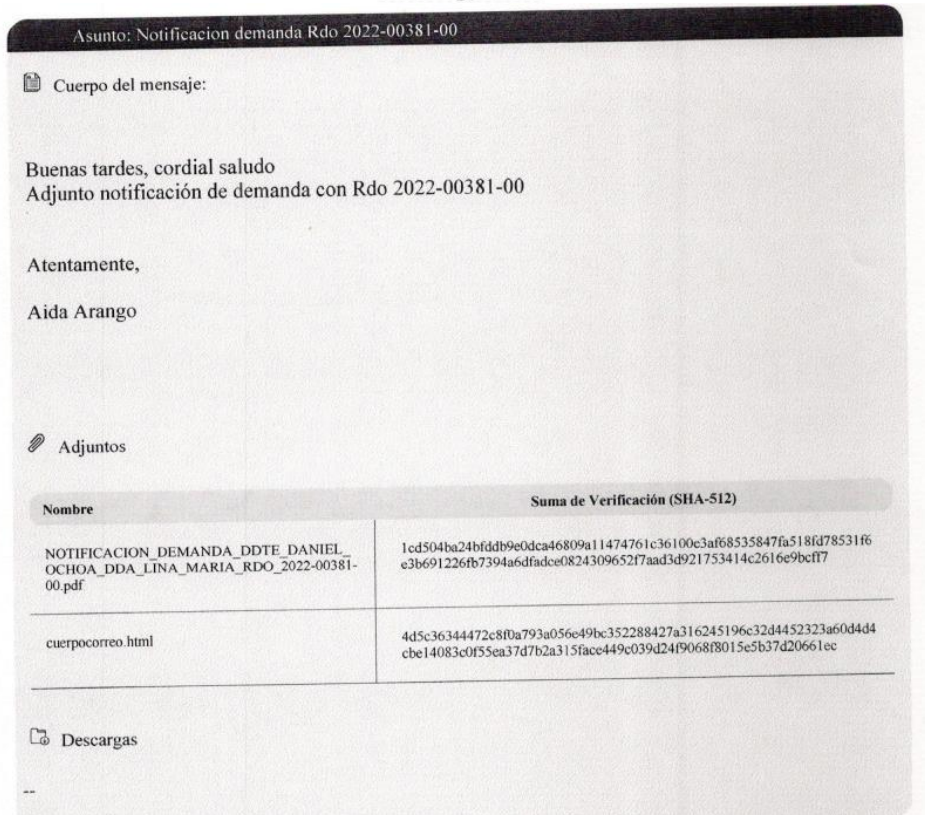 Asunto: Notificacion demanda Rdo 2022-00381-00
Cuerpo del mensaje:
Buenas tardes, cordial saludo
Adjunto notificación de demanda con Rdo 2022-00381-00
Atentamente,
Aida Arango
Adjuntos
Nombre
Suma de Verificación (SHA-512)
NOTIFICACION_DEMANDA_DDTE_DANIEL_
OCHOA_DDA_LINA_MARIA_RDO_2022-00381-
00.pdf
1cd504ba24bfddb9e0dca46809a11474761c36100c3af68535847fa518fd78531f6
e3b691226fb7394a6dfadce0824309652f7aad3d921753414c2616e9bcff7
cuerpocorreo.html
4d5c36344472c8f0a793a056e49bc352288427a316245196c32d4452323a60d4d4
cbe14083c0f55ea37d7b2a315face449c039d24f9068f8015e5b37d20661ec
Descargas
--